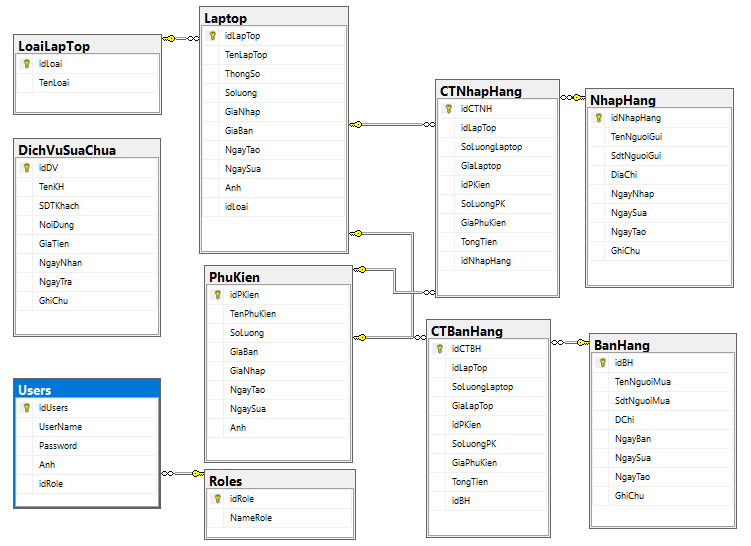 LoaiLapTop
idLoai
TenLoai
DichVuSuaChua
idDV
TenKH
SDTKhach
NoiDung
GiaTien
NgayNhan
NgayTra
GhiChu
Users
idUsers
UserName
Password
Anh
idRole
Laptop
idLapTop
TenLapTop
ThongSo
Soluong
GiaNhap
GiaBan
NgayTao
NgaySua
Anh
idLoai
PhuKien
idPKien
TenPhuKien
SoLuong
GiaBan
GiaNhap
NgayTao
NgaySua
Anh
Roles
idRole
NameRole
CTNhapHang
idCTNH
idLapTop
SoLuongLaptop
GiaLaptop
idPKien
SoLuongPK
GiaPhuKien
TongTien
idNhapHang
CTBanHang
idCTBH
idLapTop
SoLuongLaptop
GiaLapTop
idPKien
SoLuongPK
GiaPhuKien
TongTien
idBH
NhapHang
idNhapHang
TenNguoiGui
SdtNguoiGui
DiaChi
NgayNhap
NgaySua
NgayTao
GhiChu
BanHang
idBH
TenNguoiMua
SdtNguoiMua
DChi
NgayBan
NgaySua
NgayTao
GhiChu